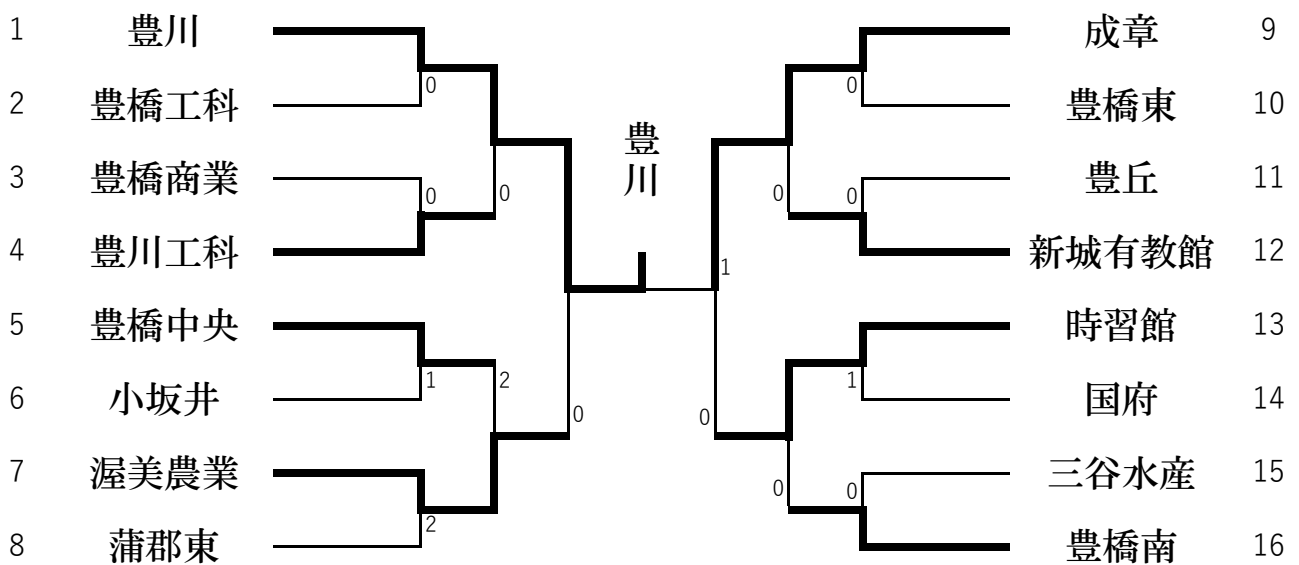 1 豊川
2 豊橋工科
3 豊橋商業
4 豊川工科
5 豊橋中央
6 小坂井
7 渥美農業
8 蒲郡東
0
0
0
1
2
0
2
豊川
1
成章 9
豊橋東 10
豊丘 11
新城有教館 12
時習館 13
国府 14
三谷水産 15
豊橋南 16
0
0
0
1
0
0
0